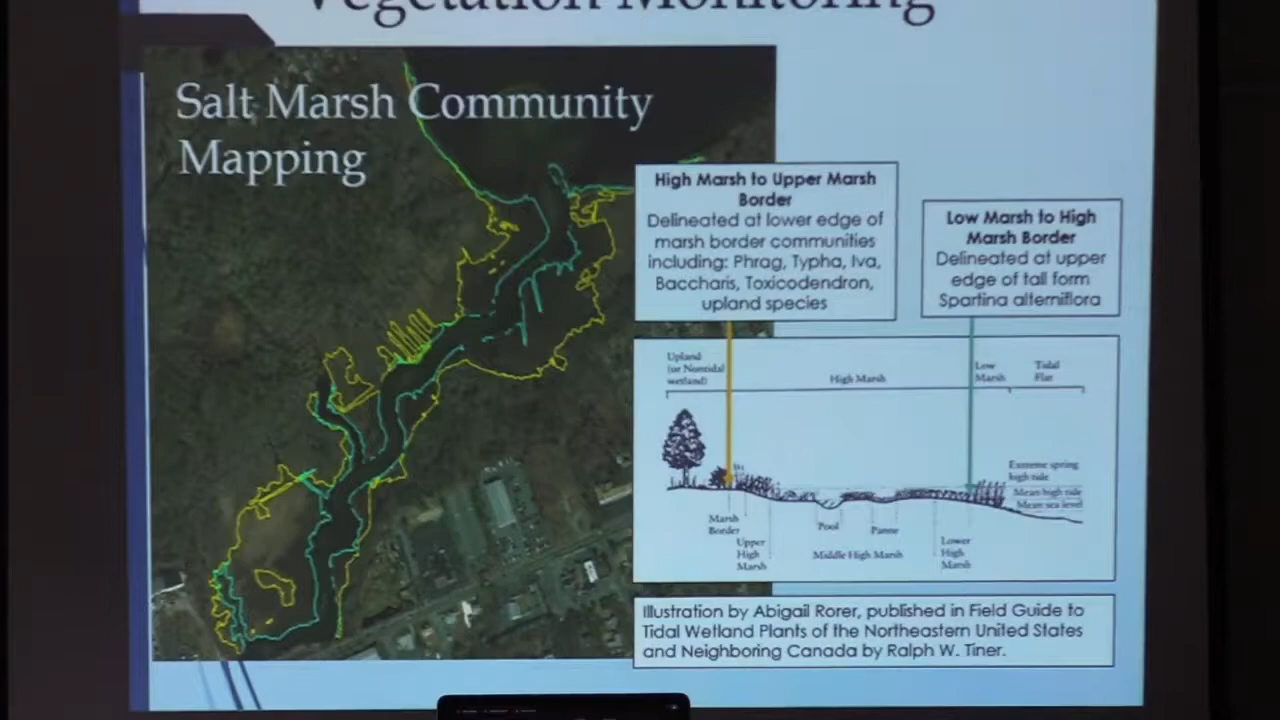 Vegetation Monitoring
Salt Marsh Community
Mapping
High Marsh to Upper Marsh
Border
Delineated at lower edge of
marsh border communities
including: Phrag, Typha, Iva,
Baccharis, Toxicodendron,
upland species
Low Marsh to High
Marsh Border
Delineated at upper
edge of tall form
Spartina alterniflora
Upland
(or Nontidal
wetland)
High Marsh
Low
Marsh
Tidal
Flat
Extreme spring
high tide
Mean high tide
Mean sea level
Marsh
Border
Upper
High
Marsh
Pool
Panne
Middle High Marsh
Lower
High
Marsh
Illustration by Abigail Rorer, published in Field Guide to
Tidal Wetland Plants of the Northeastern United States
and Neighboring Canada by Ralph W. Tiner.